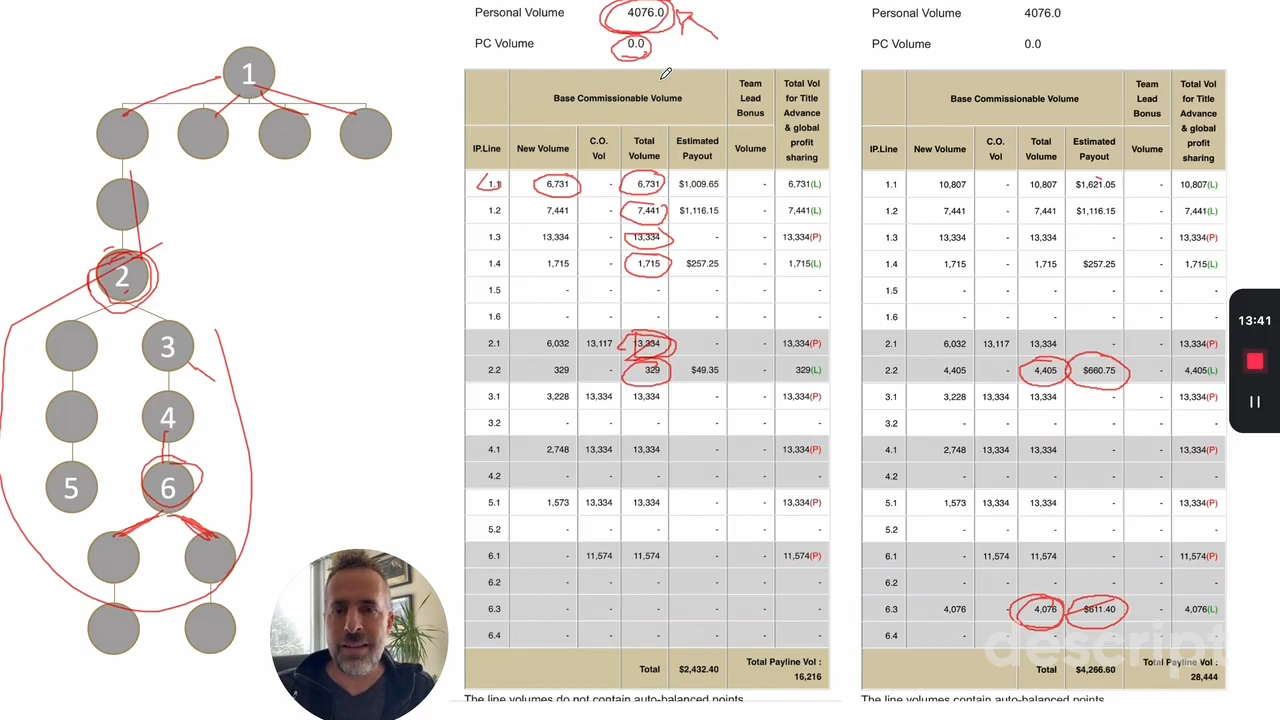 1
2
3
4
5
6
Personal Volume 4076.0
PC Volume 0.0
Base Commissionable Volume Team Lead Bonus Total Vol for Title Advance & global profit sharing
IP.Line New Volume C.O. Vol Total Volume Estimated Payout Volume
1.1 6,731 - 6,731 $1,009.65 - 6,731(L)
1.2 7,441 - 7,441 $1,116.15 - 7,441(L)
1.3 13,334 - 13,334 - - 13,334(P)
1.4 1,715 - 1,715 $257.25 - 1,715(L)
1.5 - - - - - -
1.6 - - - - - -
2.1 6,032 13,117 13,334 - - 13,334(P)
2.2 329 - 329 $49.35 - 329(L)
3.1 3,228 13,334 13,334 - - 13,334(P)
3.2 - - - - - -
4.1 2,748 13,334 13,334 - - 13,334(P)
4.2 - - - - - -
5.1 1,573 13,334 13,334 - - 13,334(P)
5.2 - - - - - -
6.1 - 11,574 11,574 - - 11,574(P)
6.2 - - - - - -
6.3 - - - - - -
6.4 - - - - - -
Total $2,432.40 Total Payline Vol : 16,216
The line volumes do not contain auto-balanced points
Personal Volume 4076.0
PC Volume 0.0
Base Commissionable Volume Team Lead Bonus Total Vol for Title Advance & global profit sharing
IP.Line New Volume C.O. Vol Total Volume Estimated Payout Volume
1.1 10,807 - 10,807 $1,621.05 - 10,807(L)
1.2 7,441 - 7,441 $1,116.15 - 7,441(L)
1.3 13,334 - 13,334 - - 13,334(P)
1.4 1,715 - 1,715 $257.25 - 1,715(L)
1.5 - - - - - -
1.6 - - - - - -
2.1 6,032 13,117 13,334 - - 13,334(P)
2.2 4,405 - 4,405 $660.75 - 4,405(L)
3.1 3,228 13,334 13,334 - - 13,334(P)
3.2 - - - - - -
4.1 2,748 13,334 13,334 - - 13,334(P)
4.2 - - - - - -
5.1 1,573 13,334 13,334 - - 13,334(P)
5.2 - - - - - -
6.1 - 11,574 11,574 - - 11,574(P)
6.2 - - - - - -
6.3 4,076 - 4,076 $611.40 - 4,076(L)
6.4 - - - - - -
Total $4,266.60 Total Payline Vol : 28,444
The line volumes contain auto-balanced points
descript
13:41